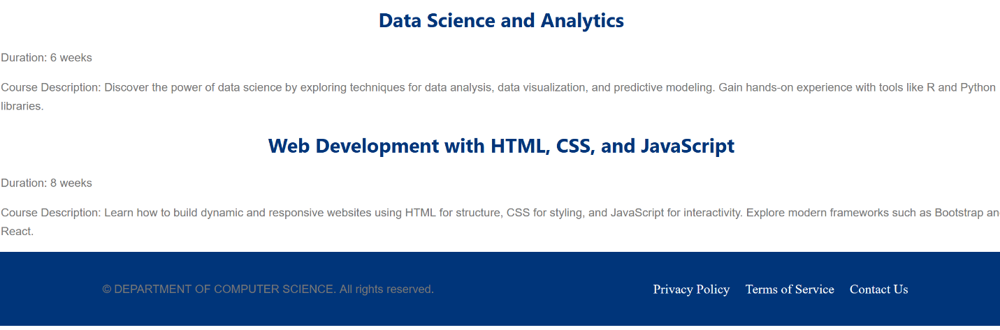 Data Science and Analytics
Duration: 6 weeks
Course Description: Discover the power of data science by exploring techniques for data analysis, data visualization, and predictive modeling. Gain hands-on experience with tools like R and Python
libraries.
Web Development with HTML, CSS, and JavaScript
Duration: 8 weeks
Course Description: Learn how to build dynamic and responsive websites using HTML for structure, CSS for styling, and JavaScript for interactivity. Explore modern frameworks such as Bootstrap an
React.
© DEPARTMENT OF COMPUTER SCIENCE. All rights reserved. Privacy Policy Terms of Service Contact Us